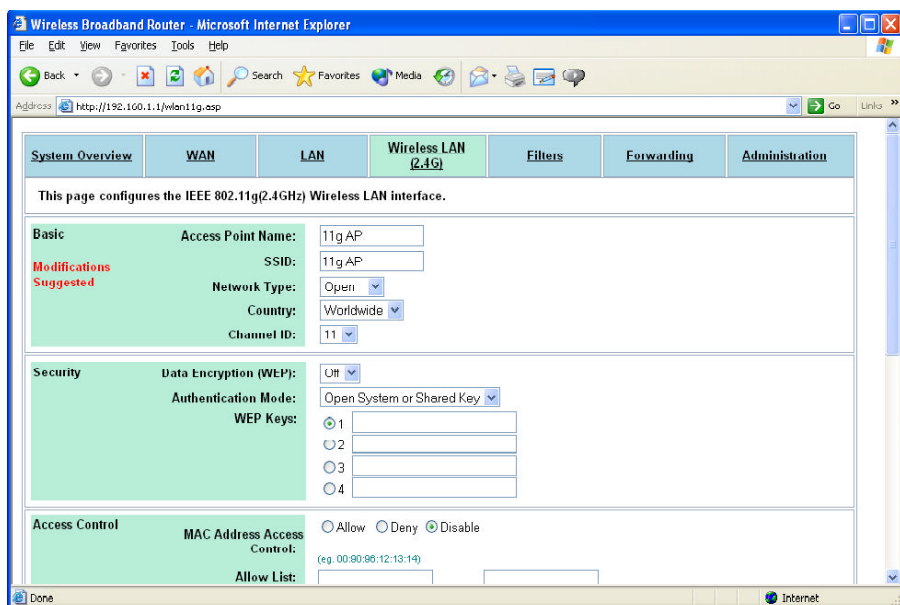 Wireless Broadband Router - Microsoft Internet Explorer
File Edit View Favorites Tools Help
Back Search Favorites Media
Address http://192.160.1.1/wlan11g.asp Go Links »
System Overview WAN LAN Wireless LAN (2.4G) Filters Forwarding Administration
This page configures the IEEE 802.11g(2.4GHz) Wireless LAN interface.
Basic
Modifications Suggested
Access Point Name: 11g AP
SSID: 11g AP
Network Type: Open
Country: Worldwide
Channel ID: 11
Security
Data Encryption (WEP): Off
Authentication Mode: Open System or Shared Key
WEP Keys: 1
2
3
4
Access Control
MAC Address Access Control: Allow Deny Disable
(eg. 00:90:96:12:13:14)
Allow List:
Done Internet